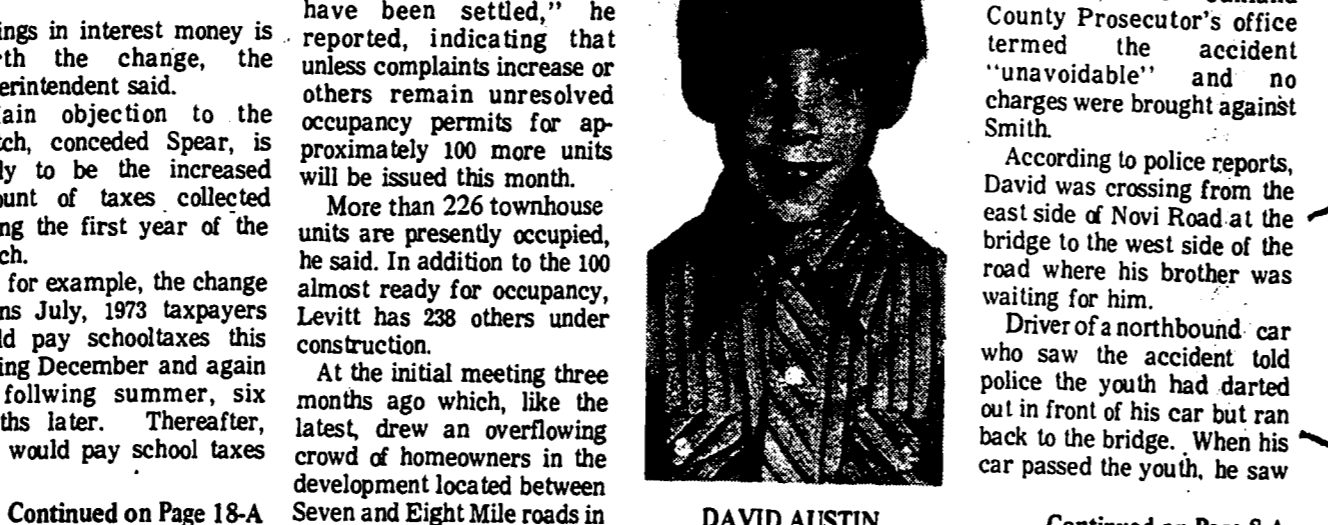 ings in interest money is
rth the change, the
erintendent said.
ain objection to the
tch, conceded Spear, is
ly to be the increased
ount of taxes collected
ng the first year of the
ch.
for example, the change
ns July, 1973 taxpayers
ld pay schooltaxes this
ing December and again
follwing summer, six
ths later. Thereafter,
would pay school taxes
Continued on Page 18-A
have been settled," he
reported, indicating that
unless complaints increase or
others remain unresolved
occupancy permits for ap-
proximately 100 more units
will be issued this month.
More than 226 townhouse
units are presently occupied,
he said. In addition to the 100
almost ready for occupancy,
Levitt has 238 others under
construction.
At the initial meeting three
months ago which, like the
latest, drew an overflowing
crowd of homeowners in the
development located between
Seven and Eight Mile roads in
DAVID AUSTIN
County Prosecutor's office
termed the accident
"unavoidable" and no
charges were brought against
Smith.
According to police reports,
David was crossing from the
east side of Novi Road at the
bridge to the west side of the
road where his brother was
waiting for him.
Driver of a northbound car
who saw the accident told
police the youth had darted
out in front of his car but ran
back to the bridge. When his
car passed the youth, he saw
Continued on Page